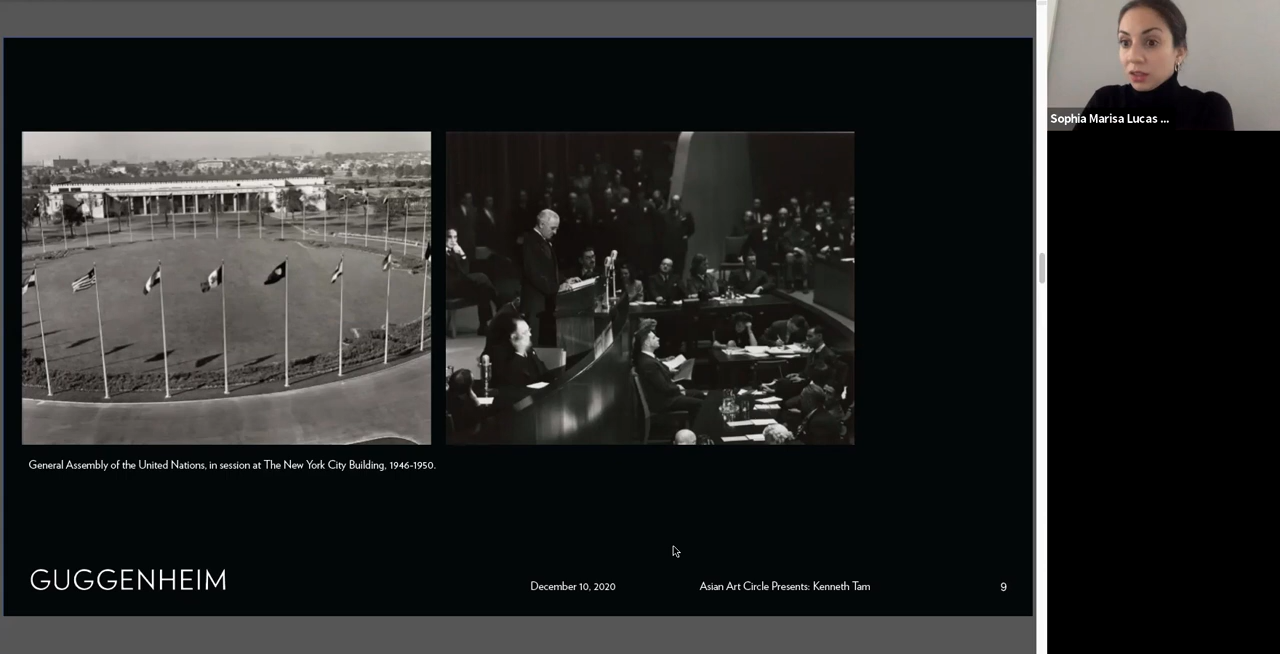 Sophia Marisa Lucas ...
General Assembly of the United Nations, in session at The New York City Building, 1946-1950.
GUGGENHEIM
December 10, 2020
Asian Art Circle Presents: Kenneth Tam
9